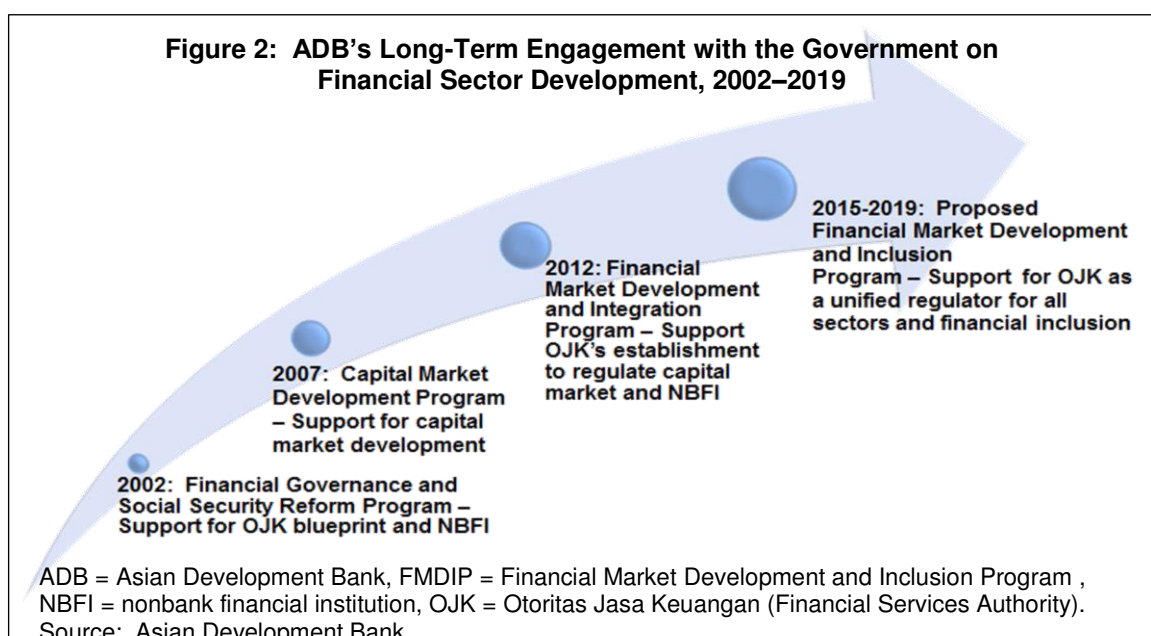 Figure 2:  ADB's Long-Term Engagement with the Government on
Financial Sector Development, 2002–2019
2015-2019:  Proposed
Financial Market Development
and Inclusion
Program – Support for OJK as
a unified regulator for all
sectors and financial inclusion
2012: Financial
Market Development
and Integration
Program – Support
OJK's establishment
to regulate capital
market and NBFI
2007:  Capital Market
Development Program
– Support for capital
market development
2002:  Financial Governance and
Social Security Reform Program –
Support for OJK blueprint and NBFI
ADB = Asian Development Bank, FMDIP = Financial Market Development and Inclusion Program ,
NBFI = nonbank financial institution, OJK = Otoritas Jasa Keuangan (Financial Services Authority).
Source:  Asian Development Bank